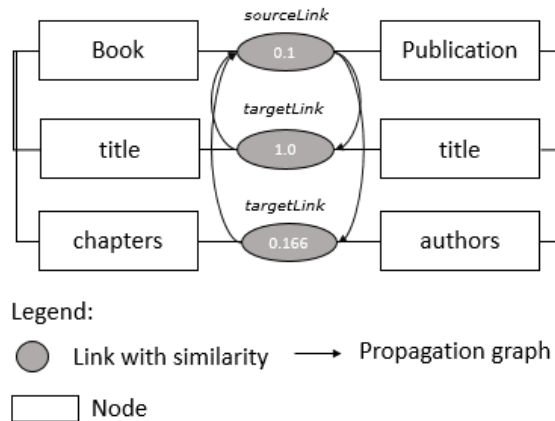 sourceLink
Book 0.1 Publication
targetLink
title 1.0 title
targetLink
chapters 0.166 authors
Legend:
Link with similarity Propagation graph
Node